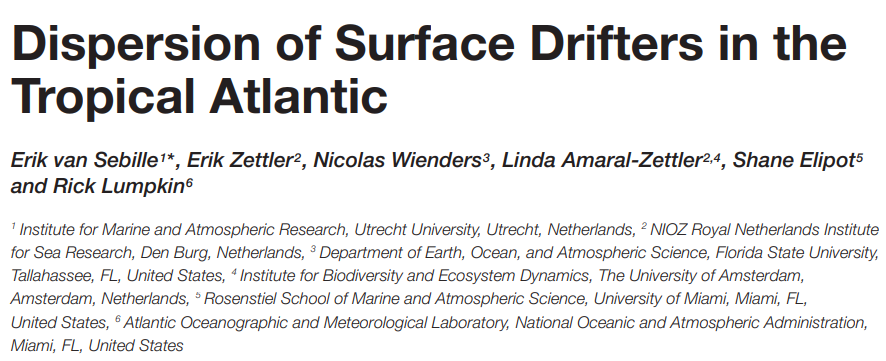 Dispersion of Surface Drifters in the
Tropical Atlantic
Erik van Sebille¹*, Erik Zettler², Nicolas Wienders³, Linda Amaral-Zettler²,⁴, Shane Elipot⁵
and Rick Lumpkin⁶
¹ Institute for Marine and Atmospheric Research, Utrecht University, Utrecht, Netherlands, ² NIOZ Royal Netherlands Institute
for Sea Research, Den Burg, Netherlands, ³ Department of Earth, Ocean, and Atmospheric Science, Florida State University,
Tallahassee, FL, United States, ⁴ Institute for Biodiversity and Ecosystem Dynamics, The University of Amsterdam,
Amsterdam, Netherlands, ⁵ Rosenstiel School of Marine and Atmospheric Science, University of Miami, Miami, FL,
United States, ⁶ Atlantic Oceanographic and Meteorological Laboratory, National Oceanic and Atmospheric Administration,
Miami, FL, United States